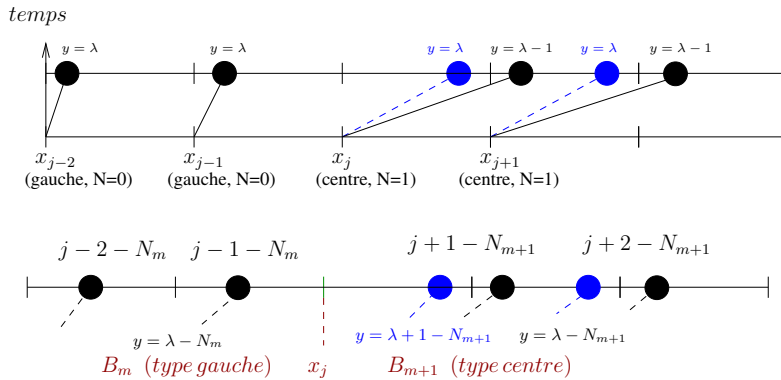 temps
y = λ y = λ y = λ y = λ − 1 y = λ y = λ − 1
x_{j−2} x_{j−1} x_j x_{j+1}
(gauche, N=0) (gauche, N=0) (centre, N=1) (centre, N=1)
j − 2 − N_m j − 1 − N_m j + 1 − N_{m+1} j + 2 − N_{m+1}
y = λ − N_m y = λ + 1 − N_{m+1} y = λ − N_{m+1}
B_m (type gauche) x_j B_{m+1} (type centre)